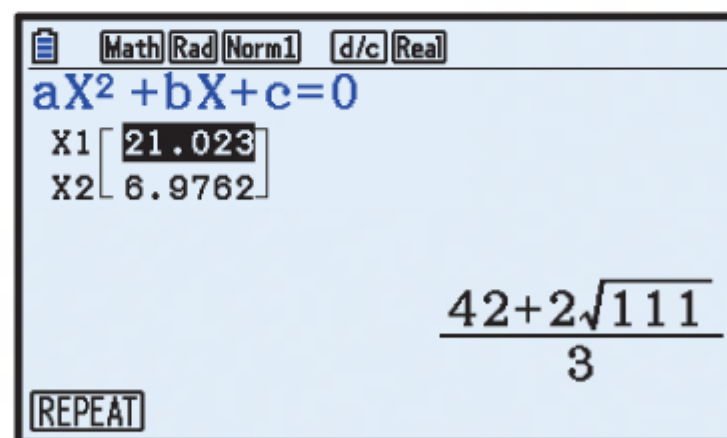 Math Rad Norm1 d/c Real
aX² +bX+c=0
X1[ 21.023]
X2[ 6.9762]
42+2√111
3
REPEAT